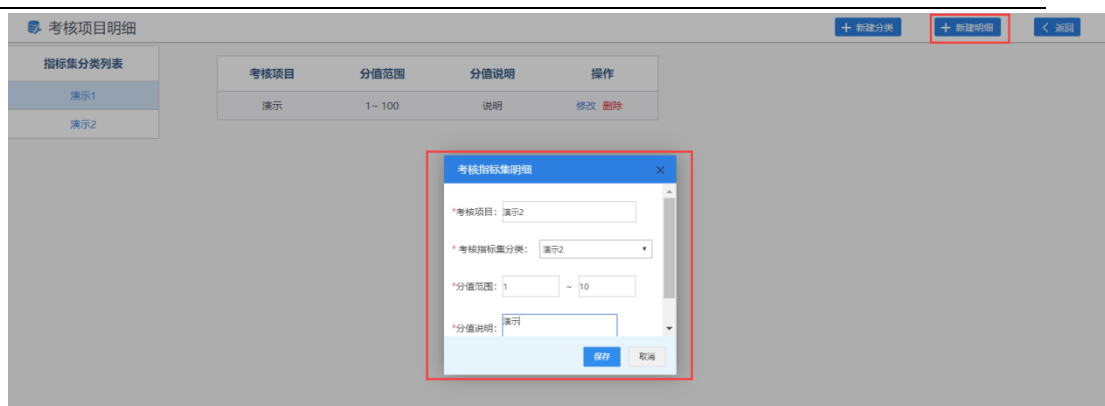 考核项目明细
+ 新建分类
+ 新建明细
< 返回
指标集分类列表
演示1
演示2
考核项目 分值范围 分值说明 操作
演示 1~ 100 说明 修改 删除
考核指标集明细 ×
*考核项目: 演示2
* 考核指标集分类: 演示2
*分值范围: 1 ~ 10
*分值说明: 演示
保存 取消